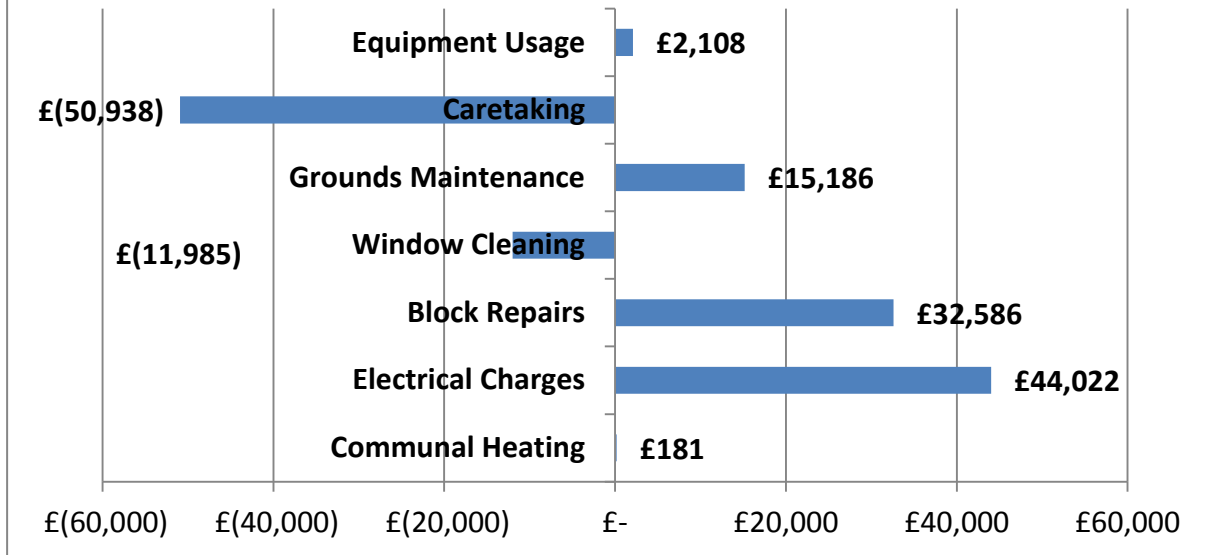 Equipment Usage £2,108
£(50,938) Caretaking
Grounds Maintenance £15,186
£(11,985) Window Cleaning
Block Repairs £32,586
Electrical Charges £44,022
Communal Heating £181
£(60,000) £(40,000) £(20,000) £- £20,000 £40,000 £60,000